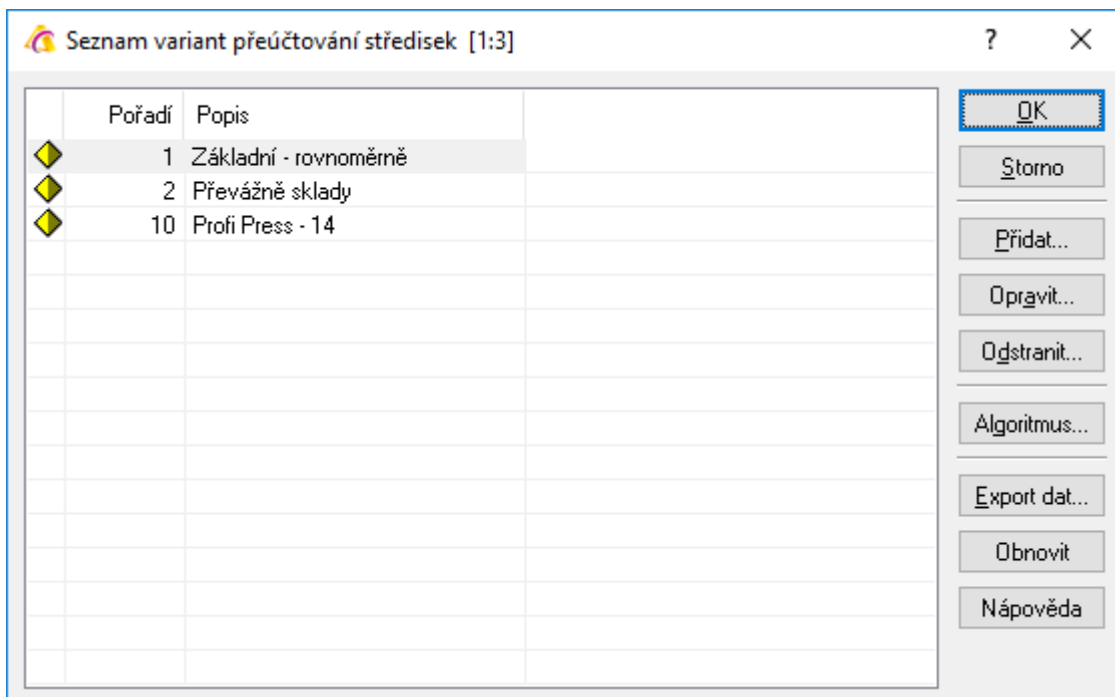 Seznam variant přeúčtování středisek [1:3]
?
Pořadí Popis
1 Základní - rovnoměrně
2 Převážně sklady
10 Profi Press - 14
OK
Storno
Přidat...
Opravit...
Odstranit...
Algoritmus...
Export dat...
Obnovit
Nápověda